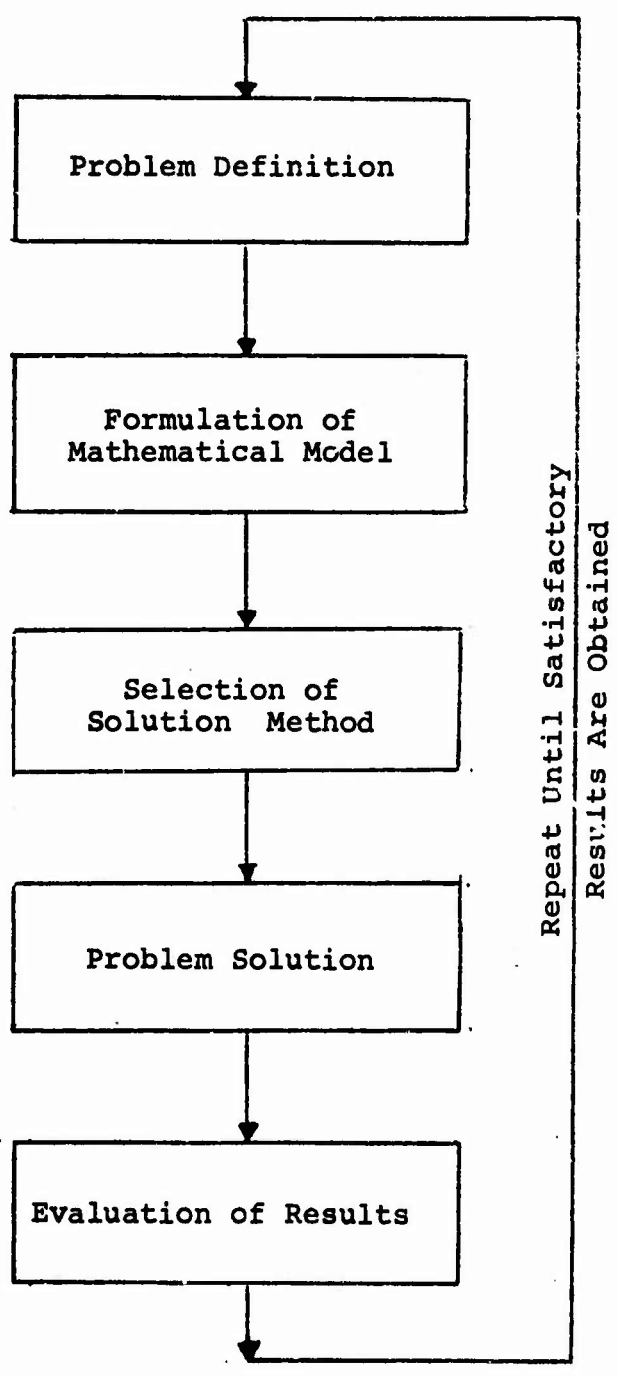 Problem Definition
Formulation of
Mathematical Model
Selection of
Solution Method
Problem Solution
Evaluation of Results
Repeat Until Satisfactory
Results Are Obtained